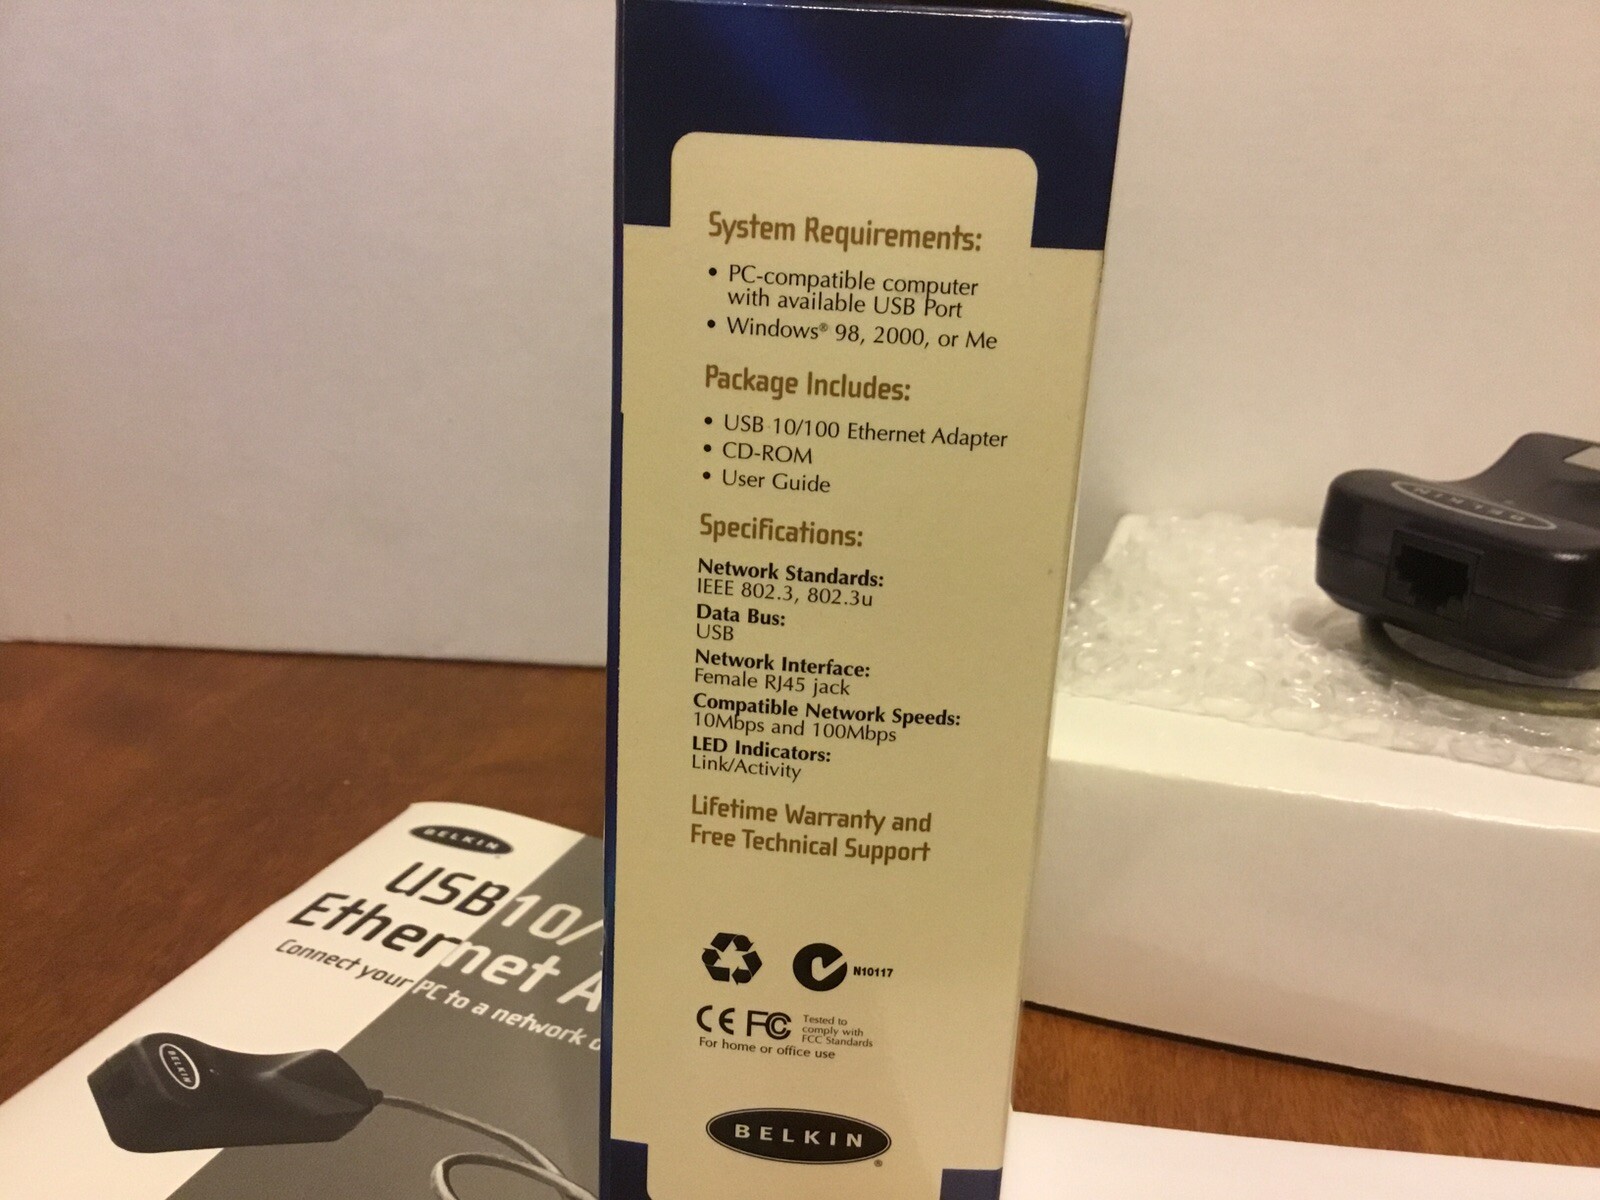 System Requirements:
• PC-compatible computer
with available USB Port
• Windows® 98, 2000, or Me
Package Includes:
• USB 10/100 Ethernet Adapter
• CD-ROM
• User Guide
Specifications:
Network Standards:
IEEE 802.3, 802.3u
Data Bus:
USB
Network Interface:
Female RJ45 jack
Compatible Network Speeds:
10Mbps and 100Mbps
LED Indicators:
Link/Activity
Lifetime Warranty and
Free Technical Support
N10117
CE FC Tested to
comply with
FCC Standards
For home or office use
BELKIN®
BELKIN
USB 10/
Ethernet A
Connect your PC to a network o
BELKIN
BELKIN